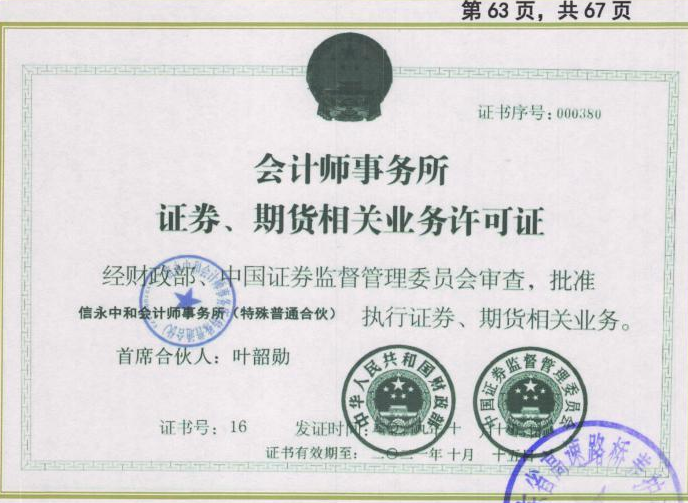 第 63 页，共 67 页
证书序号：000380
会计师事务所
证券、期货相关业务许可证
经财政部、中国证券监督管理委员会审查，批准
信永中和会计师事务所（特殊普通合伙） 执行证券、期货相关业务。
首席合伙人：叶韶勋
中华人民共和国财政部
中国证券监督管理委员会
证书号：16 发证时间：
证书有效期至：二〇二一年十月 十五日